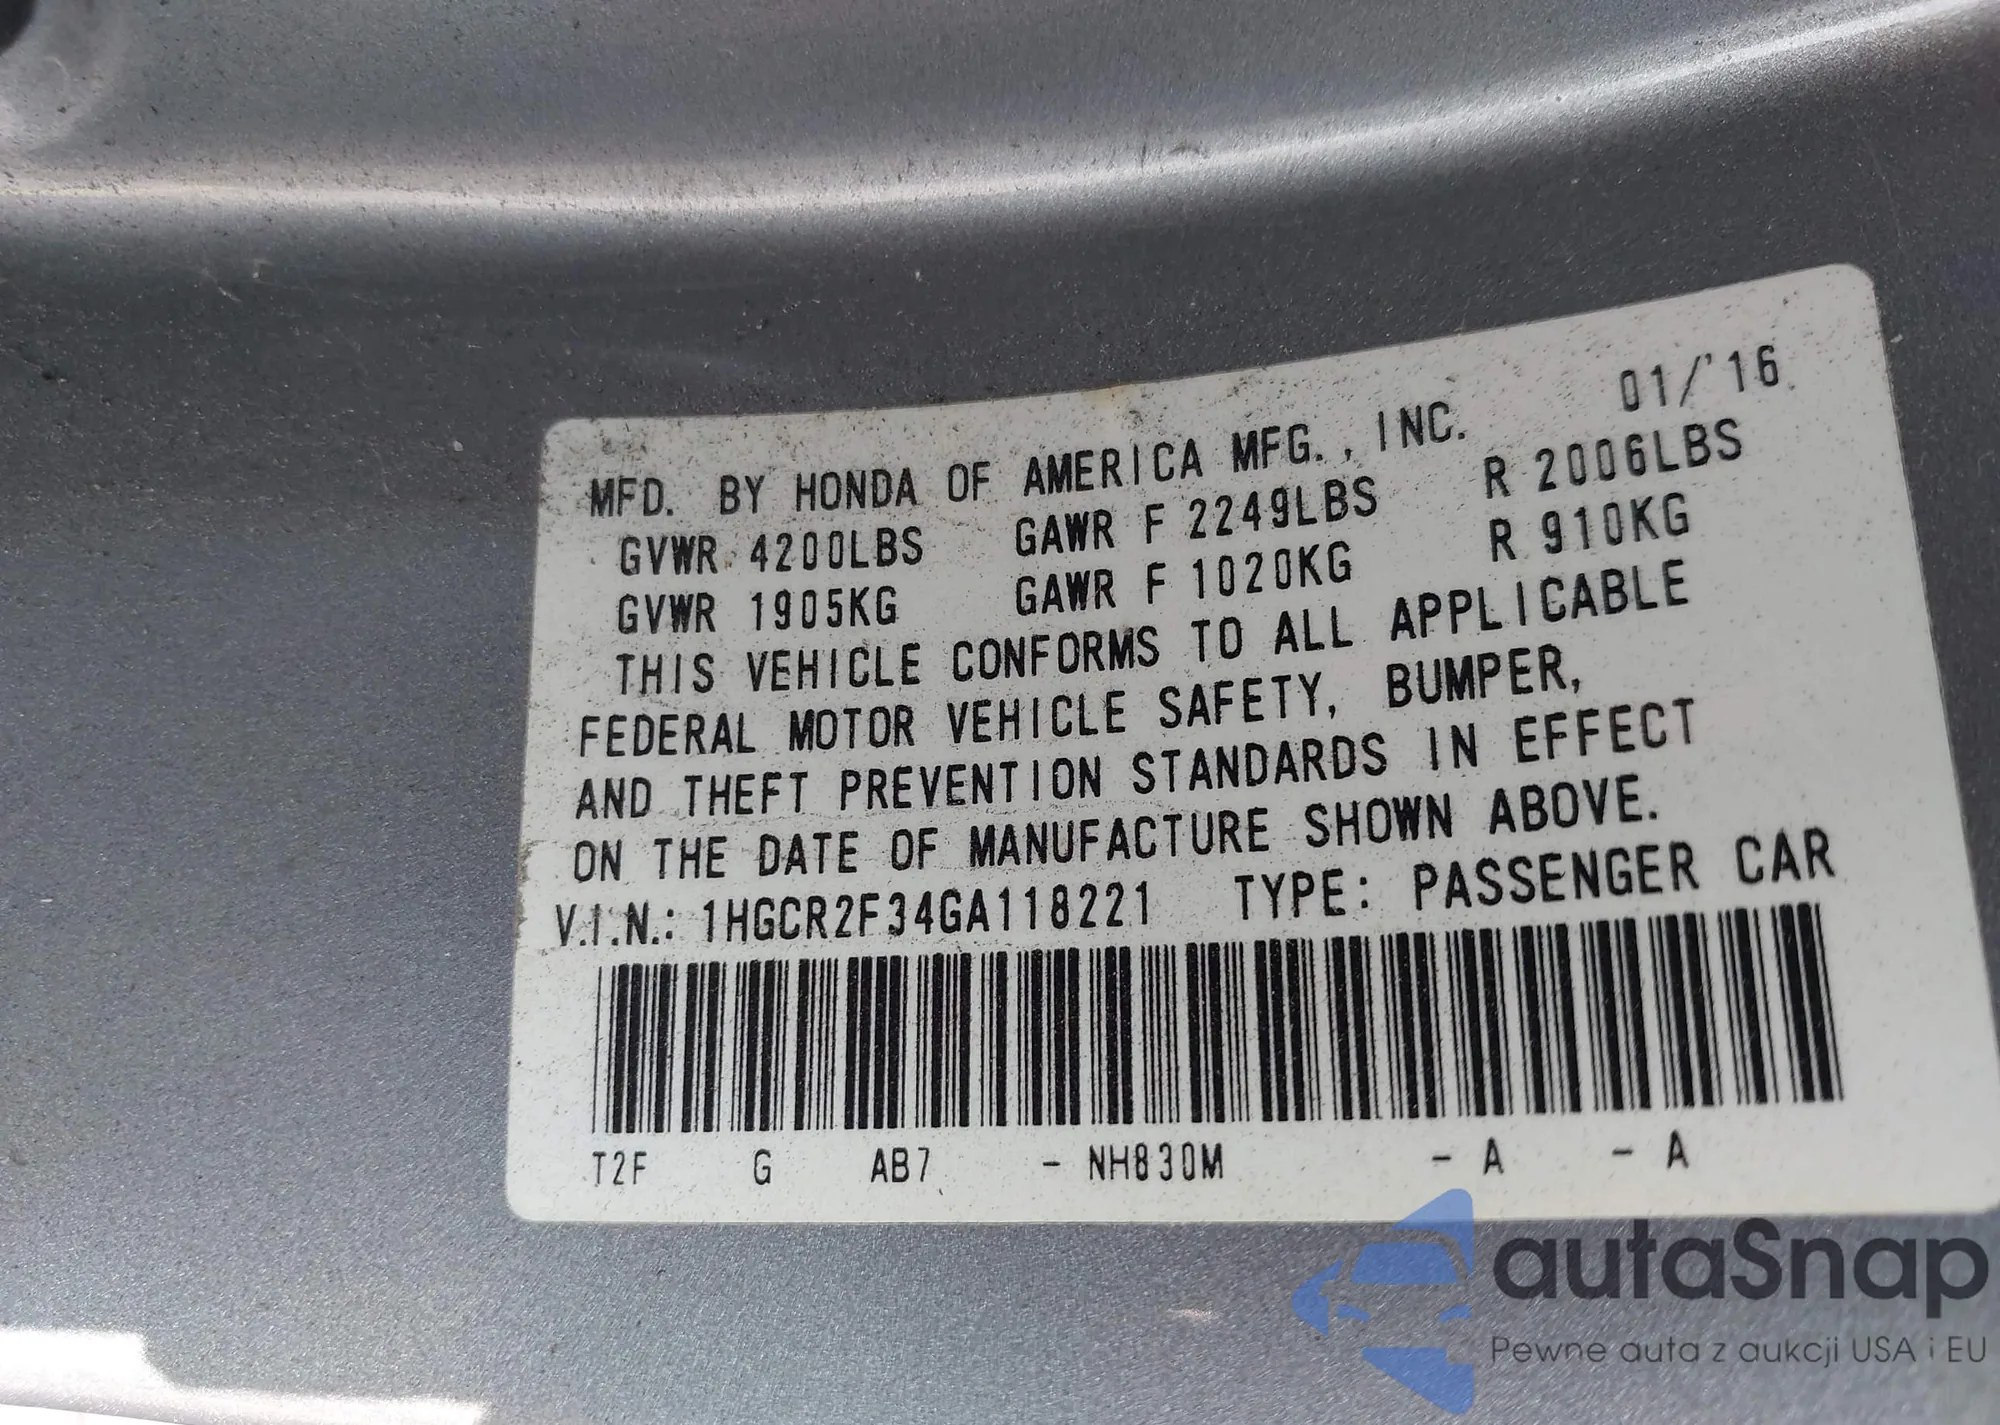 01/'16
MFD. BY HONDA OF AMERICA MFG., INC.
GVWR 4200LBS GAWR F 2249LBS R 2006LBS
GVWR 1905KG GAWR F 1020KG R 910KG
THIS VEHICLE CONFORMS TO ALL APPLICABLE
FEDERAL MOTOR VEHICLE SAFETY, BUMPER,
AND THEFT PREVENTION STANDARDS IN EFFECT
ON THE DATE OF MANUFACTURE SHOWN ABOVE.
V.I.N.: 1HGCR2F34GA118221 TYPE: PASSENGER CAR
T2F G AB7 - NH830M - A - A
autaSnap
Pewne auta z aukcji USA i EU